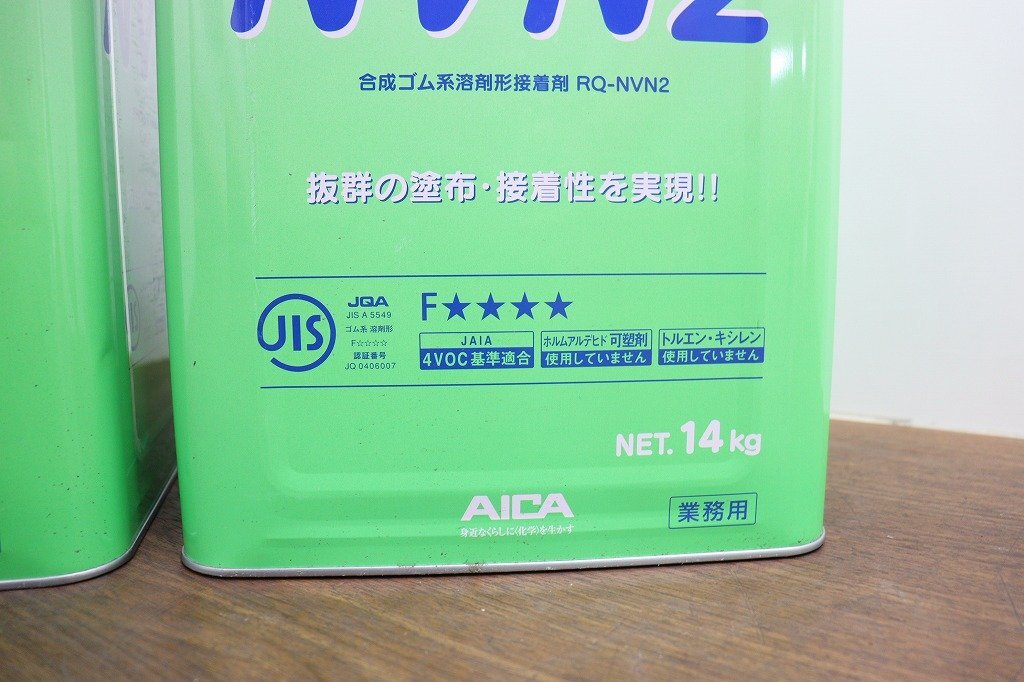 NVN2
合成ゴム系溶剤形接着剤 RQ-NVN2
抜群の塗布・接着性を実現!!
JIS
JQA
JIS A 5549
ゴム系 溶剤形
F☆☆☆☆
認証番号
JQ 0406007
F★★★★
JAIA
4VOC基準適合
ホルムアルデヒド 可塑剤
使用していません
トルエン・キシレン
使用していません
NET. 14kg
AICA
身近なくらしに〈化学〉を生かす
業務用